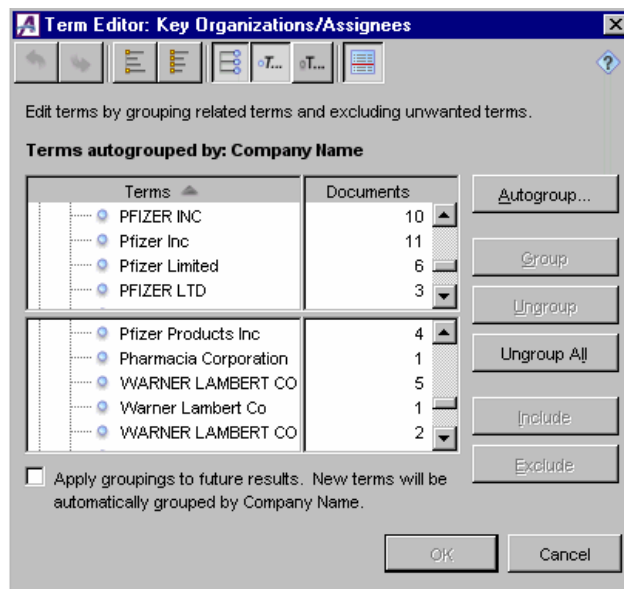 Term Editor: Key Organizations/Assignees
T... T...
Edit terms by grouping related terms and excluding unwanted terms.
Terms autogrouped by: Company Name
Terms Documents
PFIZER INC 10
Pfizer Inc 11
Pfizer Limited 6
PFIZER LTD 3
Pfizer Products Inc 4
Pharmacia Corporation 1
WARNER LAMBERT CO 5
Warner Lambert Co 1
WARNER LAMBERT CO 2
Autogroup...
Group
Ungroup
Ungroup All
Include
Exclude
Apply groupings to future results. New terms will be
automatically grouped by Company Name.
OK Cancel